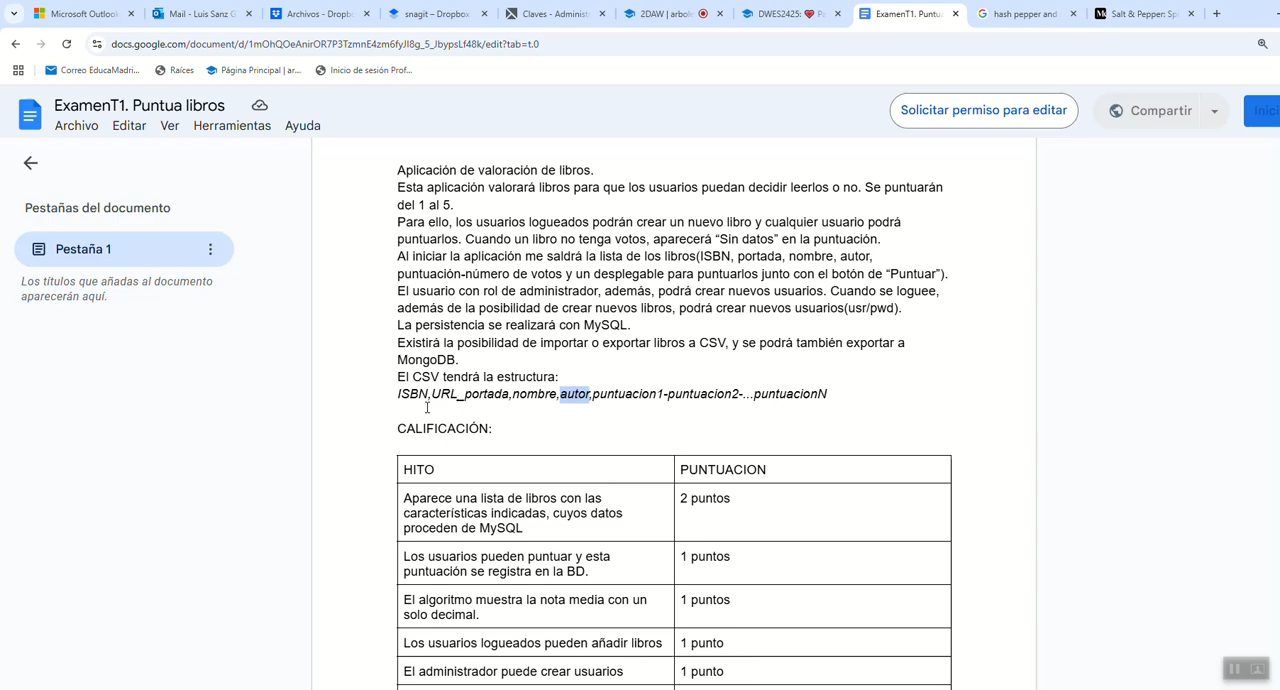 Microsoft Outlook
Mail - Luis Sanz G
Archivos - Dropb
snagit – Dropbox
Claves - Administ
2DAW | arbole
DWES2425: ❤️ Pa
ExamenT1. Puntu
hash pepper and
Salt & Pepper: Sp
docs.google.com/document/d/1mOhQOeAnirOR7P3TzmnE4zm6fyJI8g_5_JbypsLf48k/edit?tab=t.0
Correo EducaMadri...
Raíces
Página Principal | ar...
Inicio de sesión Prof...
ExamenT1. Puntua libros
Archivo Editar Ver Herramientas Ayuda
Solicitar permiso para editar
Compartir
Inici
Pestañas del documento
Pestaña 1
Los títulos que añadas al documento
aparecerán aquí.
Aplicación de valoración de libros.
Esta aplicación valorará libros para que los usuarios puedan decidir leerlos o no. Se puntuarán
del 1 al 5.
Para ello, los usuarios logueados podrán crear un nuevo libro y cualquier usuario podrá
puntuarlos. Cuando un libro no tenga votos, aparecerá “Sin datos” en la puntuación.
Al iniciar la aplicación me saldrá la lista de los libros(ISBN, portada, nombre, autor,
puntuación-número de votos y un desplegable para puntuarlos junto con el botón de “Puntuar”).
El usuario con rol de administrador, además, podrá crear nuevos usuarios. Cuando se loguee,
además de la posibilidad de crear nuevos libros, podrá crear nuevos usuarios(usr/pwd).
La persistencia se realizará con MySQL.
Existirá la posibilidad de importar o exportar libros a CSV, y se podrá también exportar a
MongoDB.
El CSV tendrá la estructura:
ISBN,URL_portada,nombre,autor,puntuacion1-puntuacion2-...puntuacionN
CALIFICACIÓN:
HITO PUNTUACION
Aparece una lista de libros con las 2 puntos
características indicadas, cuyos datos
proceden de MySQL
Los usuarios pueden puntuar y esta 1 puntos
puntuación se registra en la BD.
El algoritmo muestra la nota media con un 1 puntos
solo decimal.
Los usuarios logueados pueden añadir libros 1 punto
El administrador puede crear usuarios 1 punto